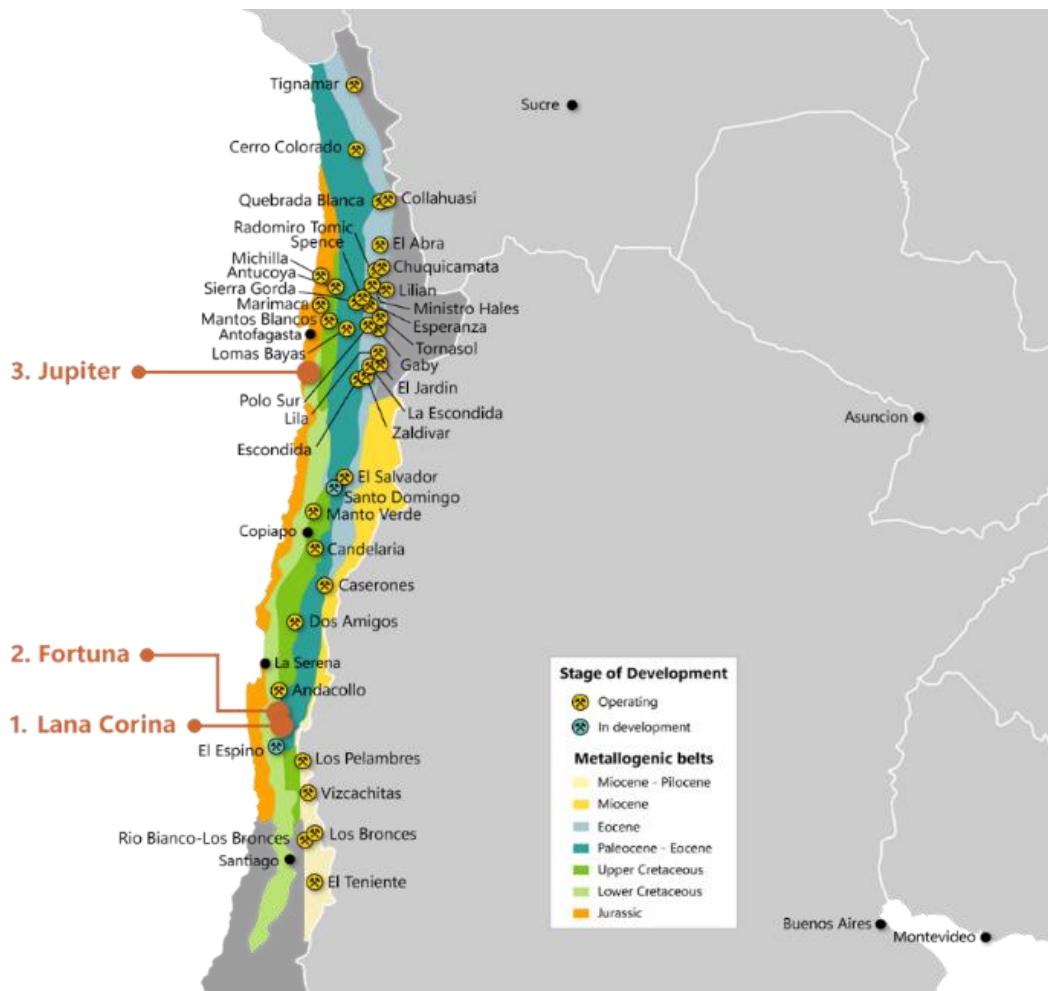 Tignamar
Sucre
Cerro Colorado
Quebrada Blanca
Collahuasi
Radomiro Tomic
Spence
El Abra
Michilla
Chuquicamata
Antucoya
Sierra Gorda
Lilian
Marimaca
Ministro Hales
Mantos Blancos
Esperanza
Antofagasta
Tornasol
Lomas Bayas
Gaby
3. Jupiter
El Jardin
Polo Sur
Lila
La Escondida
Asuncion
Zaldivar
Escondida
El Salvador
Santo Domingo
Manto Verde
Copiapo
Candelaria
Caserones
Dos Amigos
2. Fortuna
La Serena
Andacollo
1. Lana Corina
El Espino
Los Pelambres
Vizcachitas
Rio Bianco-Los Bronces
Los Bronces
Santiago
El Teniente
Stage of Development
Operating
In development
Metallogenic belts
Miocene - Pilocene
Miocene
Eocene
Paleocene - Eocene
Upper Cretaceous
Lower Cretaceous
Jurassic
Buenos Aires
Montevideo